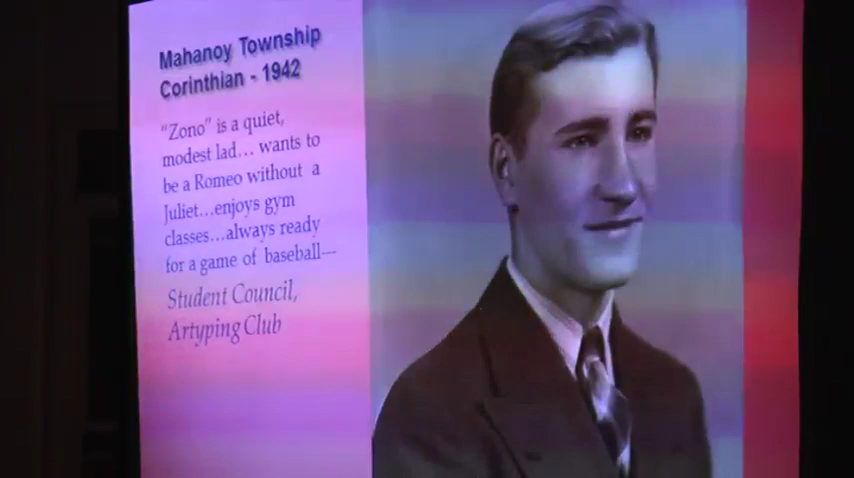 Mahanoy Township
Corinthian - 1942
“Zono” is a quiet,
modest lad... wants to
be a Romeo without a
Juliet...enjoys gym
classes...always ready
for a game of baseball---
Student Council,
Artyping Club